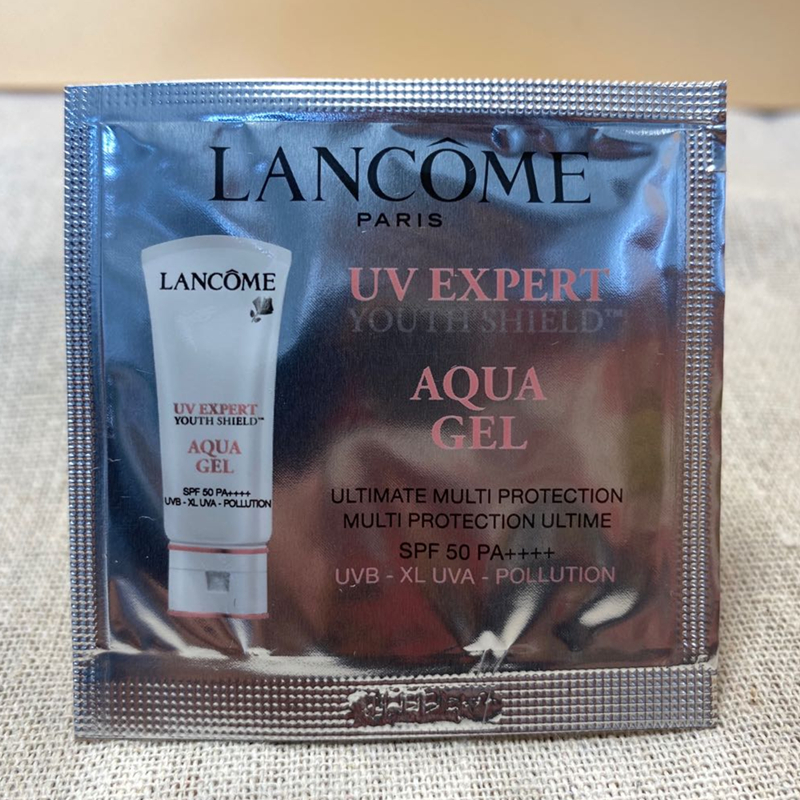 LANCÔME
PARIS
UV EXPERT
YOUTH SHIELD™
AQUA
GEL
ULTIMATE MULTI PROTECTION
MULTI PROTECTION ULTIME
SPF 50 PA++++
UVB - XL UVA - POLLUTION
LANCÔME
UV EXPERT
YOUTH SHIELD™
AQUA
GEL
SPF 50 PA++++
UVB - XL UVA - POLLUTION